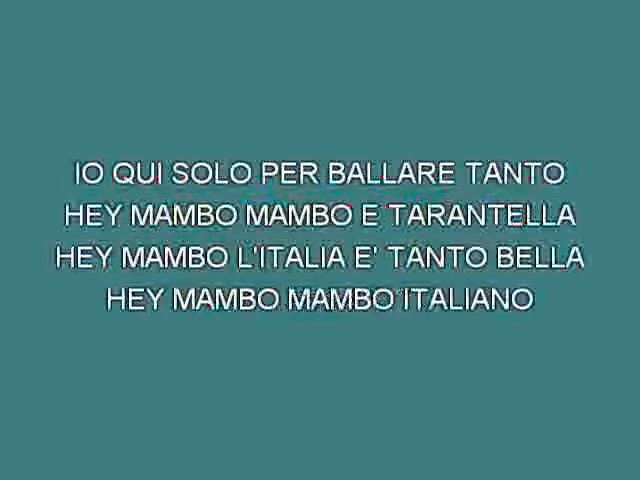 IO QUI SOLO PER BALLARE TANTO
HEY MAMBO MAMBO E TARANTELLA
HEY MAMBO L'ITALIA E' TANTO BELLA
HEY MAMBO MAMBO ITALIANO